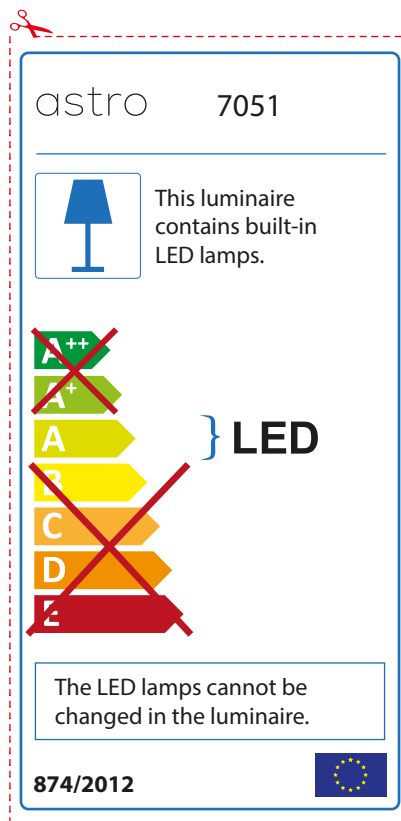 astro 7051
This luminaire
contains built-in
LED lamps.
A++
A+
A
} LED
B
C
D
E
The LED lamps cannot be
changed in the luminaire.
874/2012